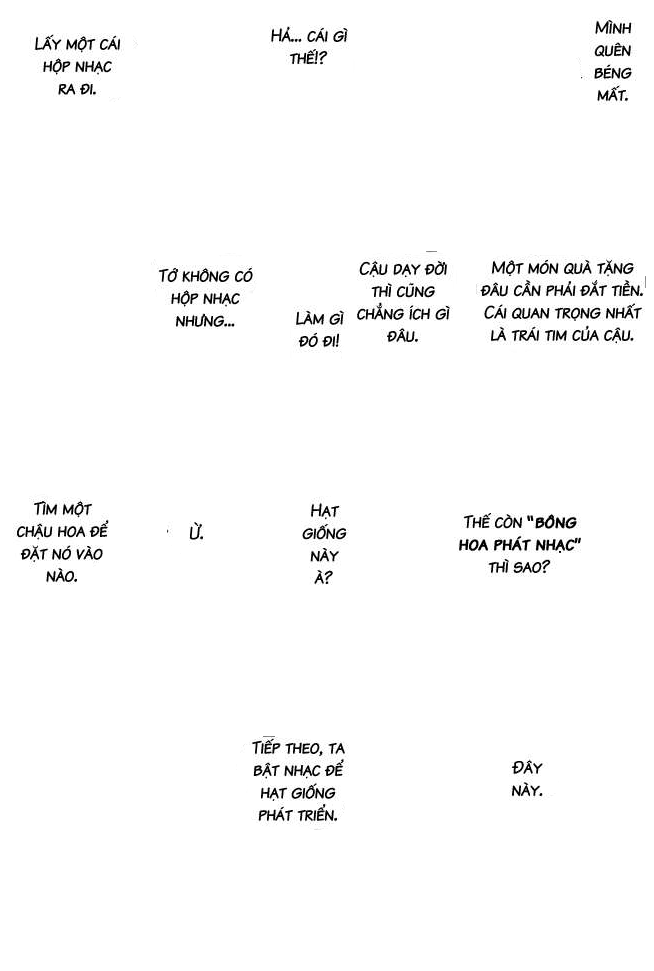 MÌNH
QUÊN
BÉNG
MẤT.
HẢ... CÁI GÌ
THẾ!?
LẤY MỘT CÁI
HỘP NHẠC
RA ĐI.
MỘT MÓN QUÀ TẶNG
ĐÂU CẦN PHẢI ĐẮT TIỀN.
CÁI QUAN TRỌNG NHẤT
LÀ TRÁI TIM CỦA CẬU.
CẬU DẠY ĐỜI
THÌ CŨNG
CHẲNG ÍCH GÌ
ĐÂU.
LÀM GÌ
ĐÓ ĐI!
TỚ KHÔNG CÓ
HỘP NHẠC
NHƯNG...
THẾ CÒN "BÔNG
HOA PHÁT NHẠC"
THÌ SAO?
HẠT
GIỐNG
NÀY
À?
Ừ.
TÌM MỘT
CHẬU HOA ĐỂ
ĐẶT NÓ VÀO
NÀO.
ĐÂY
NÀY.
TIẾP THEO, TA
BẬT NHẠC ĐỂ
HẠT GIỐNG
PHÁT TRIỂN.